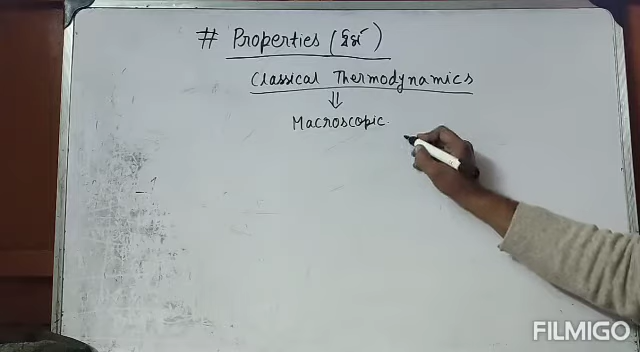 # Properties (गुण)
Classical Thermodynamics
⇓
Macroscopic
FILMIGO